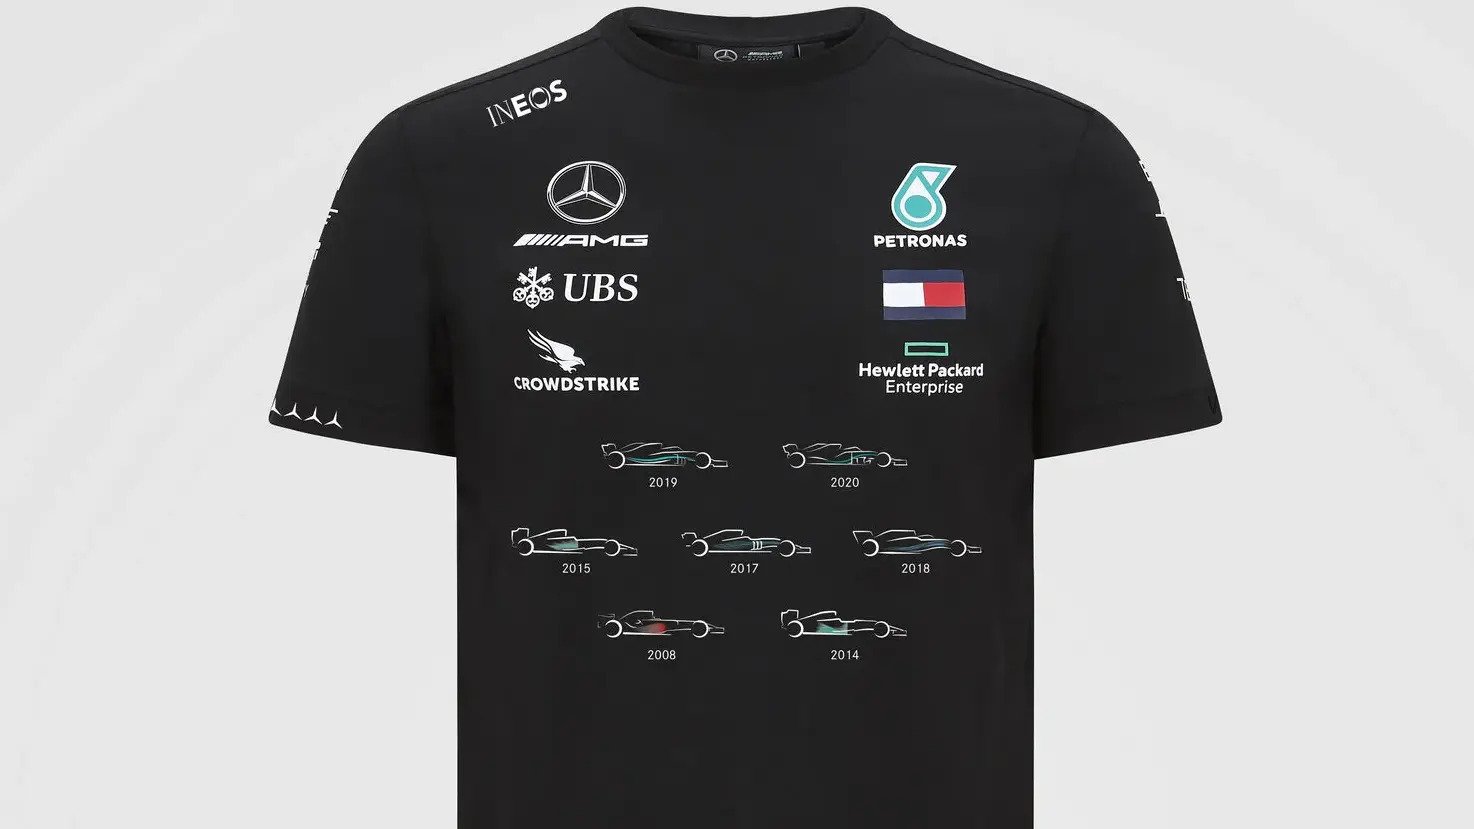 INEOS
AMG
PETRONAS
UBS
CROWDSTRIKE
Hewlett Packard
Enterprise
2019
2020
2015
2017
2018
2008
2014